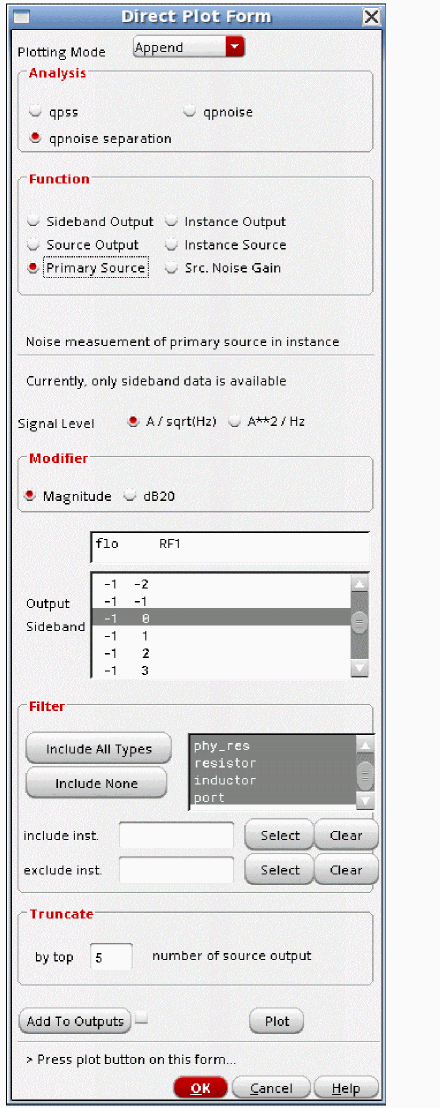 Direct Plot Form
Plotting Mode Append
Analysis
qpss qpnoise
qpnoise separation
Function
Sideband Output Instance Output
Source Output Instance Source
Primary Source Src. Noise Gain
Noise measuement of primary source in instance
Currently, only sideband data is available
Signal Level A / sqrt(Hz) A**2 / Hz
Modifier
Magnitude dB20
flo RF1
Output
Sideband
-1 -2
-1 -1
-1 0
-1 1
-1 2
-1 3
Filter
Include All Types
Include None
phy_res
resistor
inductor
port
include inst. Select Clear
exclude inst. Select Clear
Truncate
by top 5 number of source output
Add To Outputs Plot
> Press plot button on this form...
OK Cancel Help